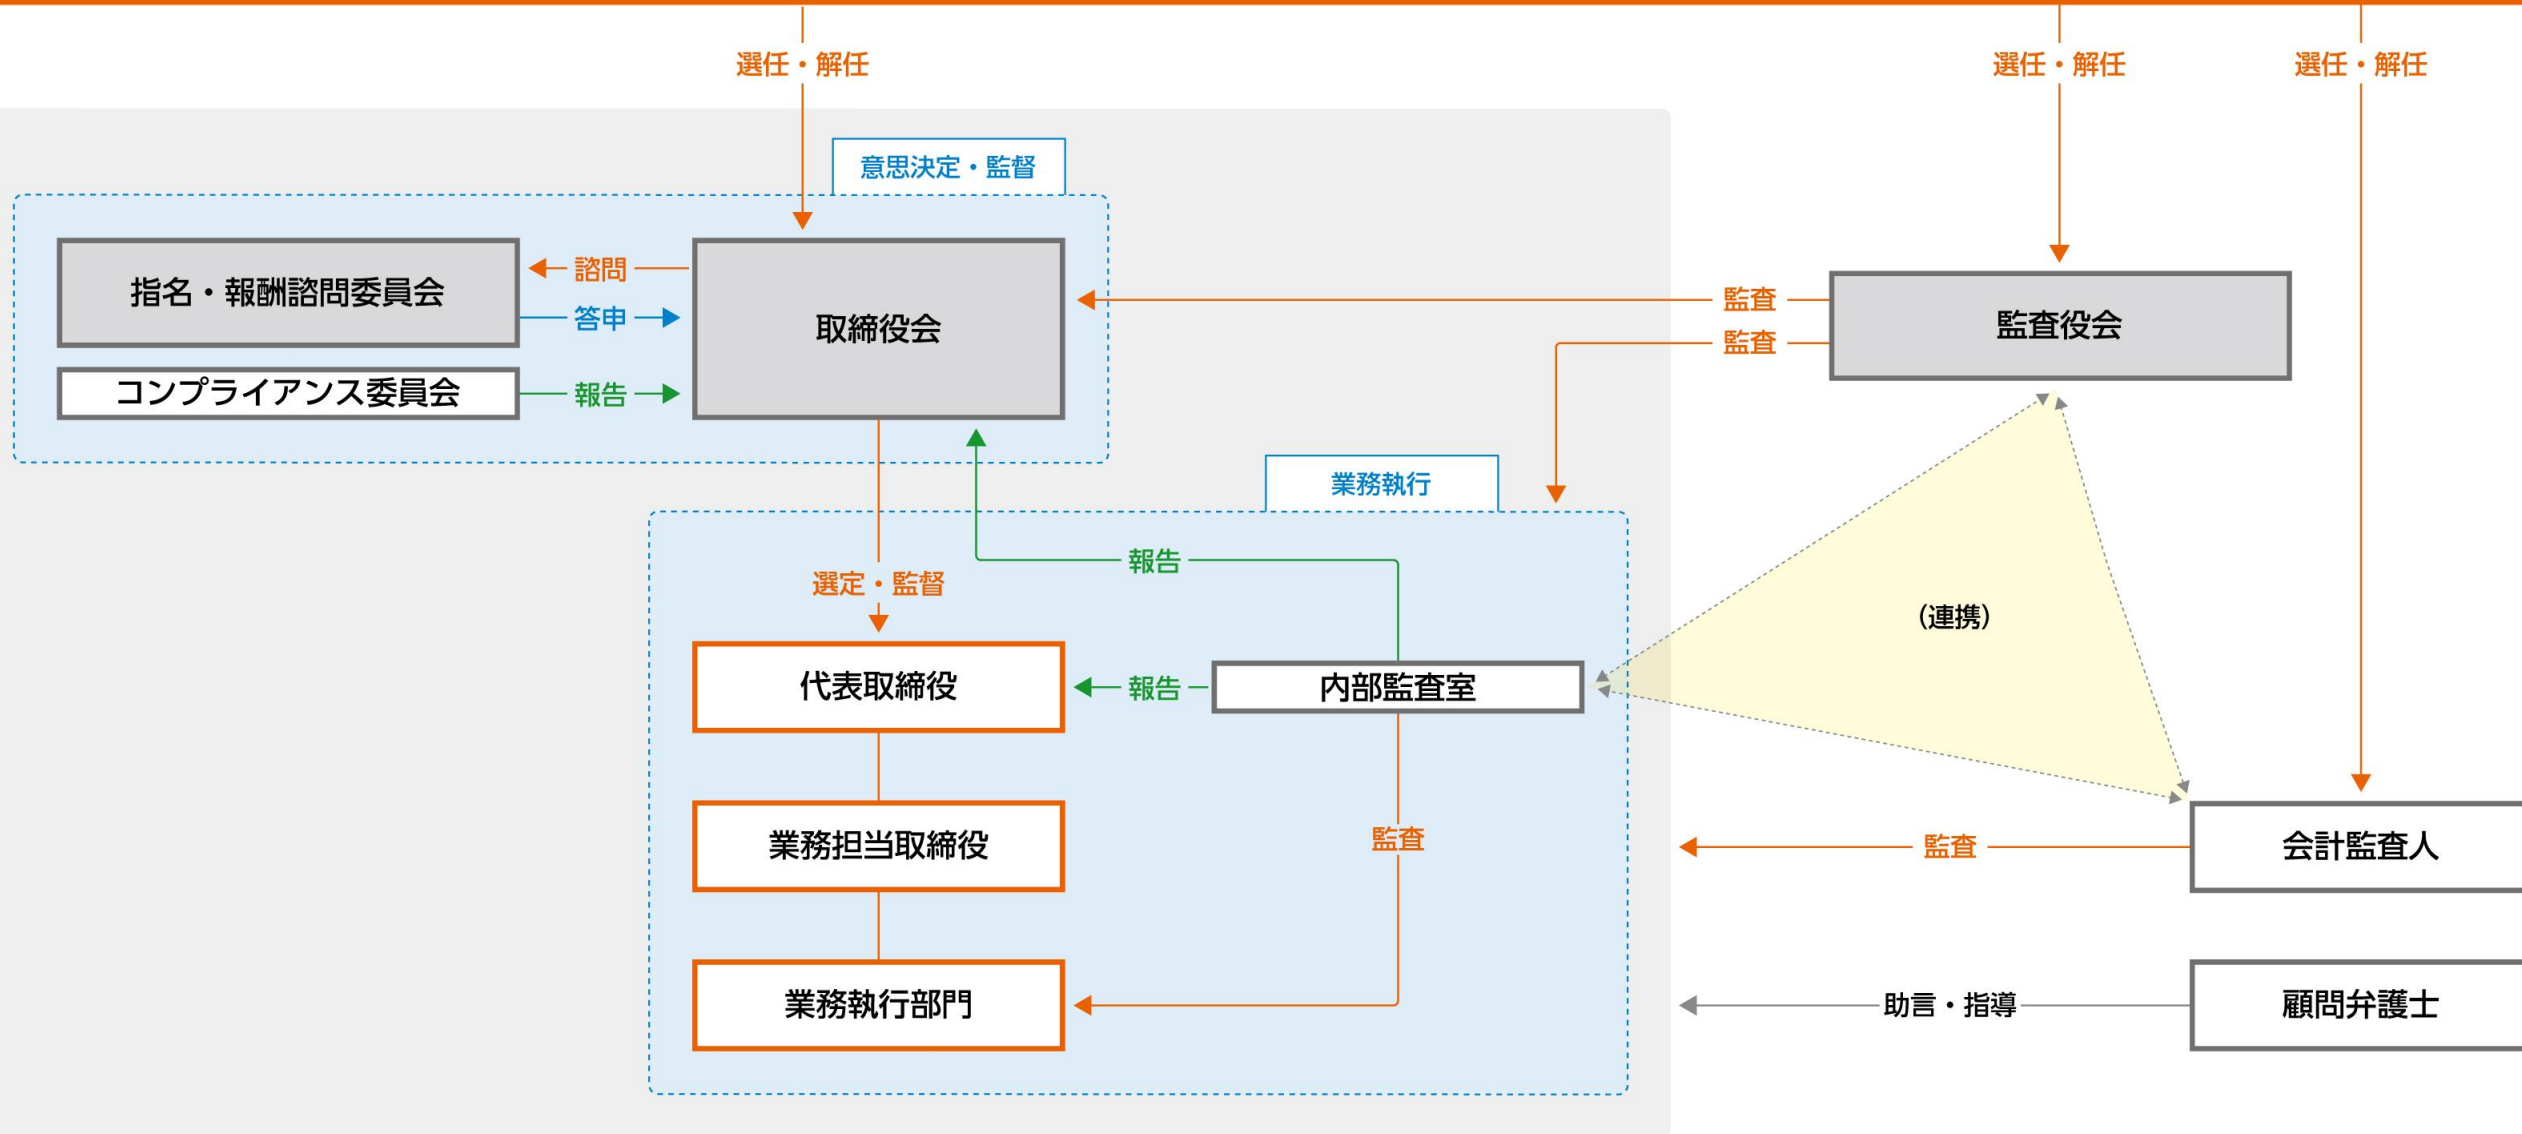 選任・解任
選任・解任
選任・解任
意思決定・監督
指名・報酬諮問委員会
諮問
答申
取締役会
コンプライアンス委員会
報告
監査
監査
監査役会
業務執行
報告
選定・監督
(連携)
代表取締役
報告
内部監査室
業務担当取締役
監査
監査
会計監査人
業務執行部門
助言・指導
顧問弁護士